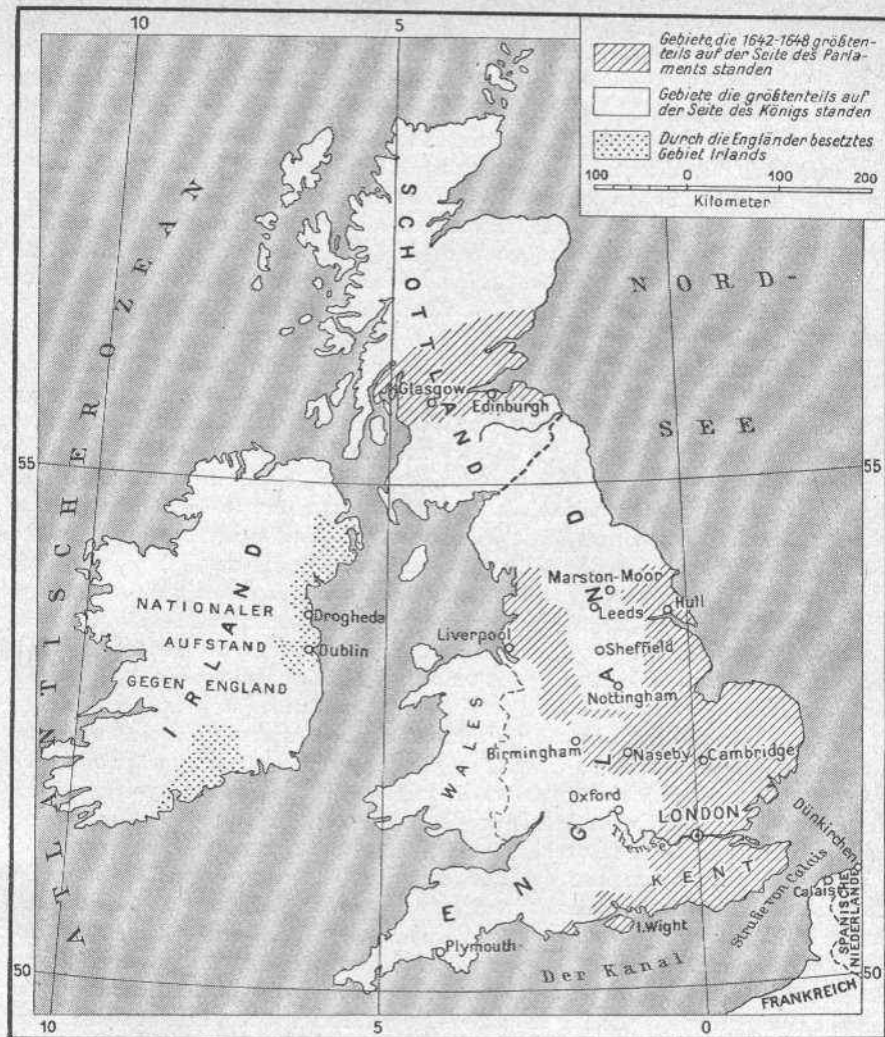 10
5
Gebiete, die 1642-1648 größten-
teils auf der Seite des Parla-
ments standen
Gebiete die größtenteils auf
der Seite des Königs standen
Durch die Engländer besetztes
Gebiet Irlands
100 0 100 200
Kilometer
ATLANTISCHER OZEAN
NORD-
SEE
SCHOTTLAND
Glasgow
Edinburgh
55
55
IRLAND
NATIONALER
AUFSTAND
GEGEN ENGLAND
Drogheda
Dublin
ENGLAND
Marston-Moor
Leeds
Hull
Liverpool
Sheffield
Nottingham
WALES
Birmingham
Naseby
Cambridge
Oxford
LONDON
Themse
KENT
Dünkirchen
Straße von Calais
Calais
SPANISCHE
NIEDERLANDE
I.Wight
Plymouth
Der Kanal
50
50
FRANKREICH
10
5
0